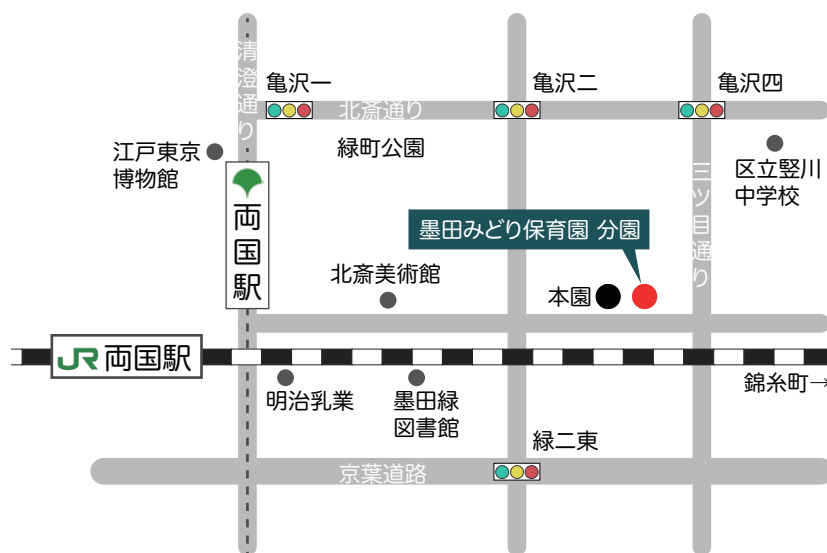 清澄通り
亀沢一
亀沢二
亀沢四
北斎通り
緑町公園
江戸東京
博物館
区立竪川
中学校
両国駅
三ツ目通り
墨田みどり保育園 分園
北斎美術館
本園
JR 両国駅
錦糸町→
明治乳業
墨田緑
図書館
緑二東
京葉道路